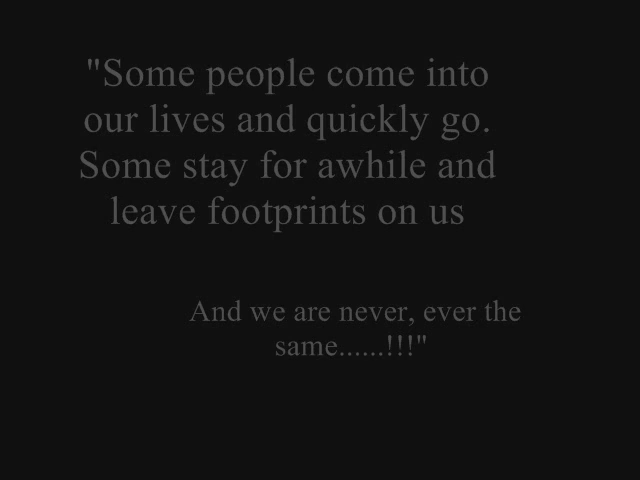 "Some people come into
our lives and quickly go.
Some stay for awhile and
leave footprints on us
And we are never, ever the
same......!!!"